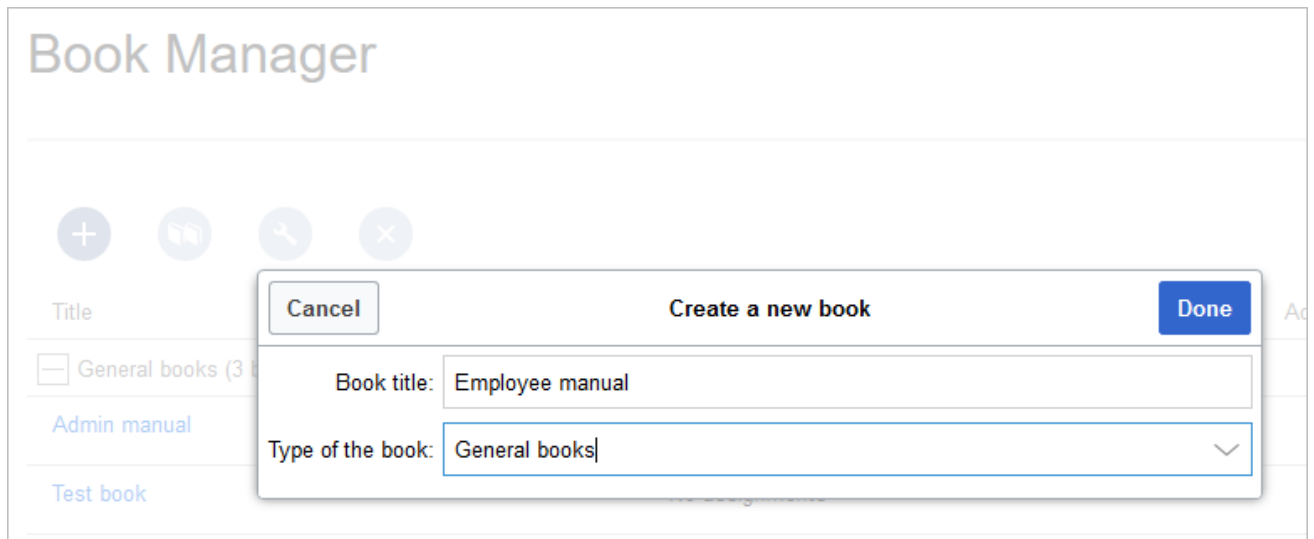 Book Manager
Title
Cancel
Create a new book
Done
General books (3
Book title: Employee manual
Admin manual
Type of the book: General books
Test book